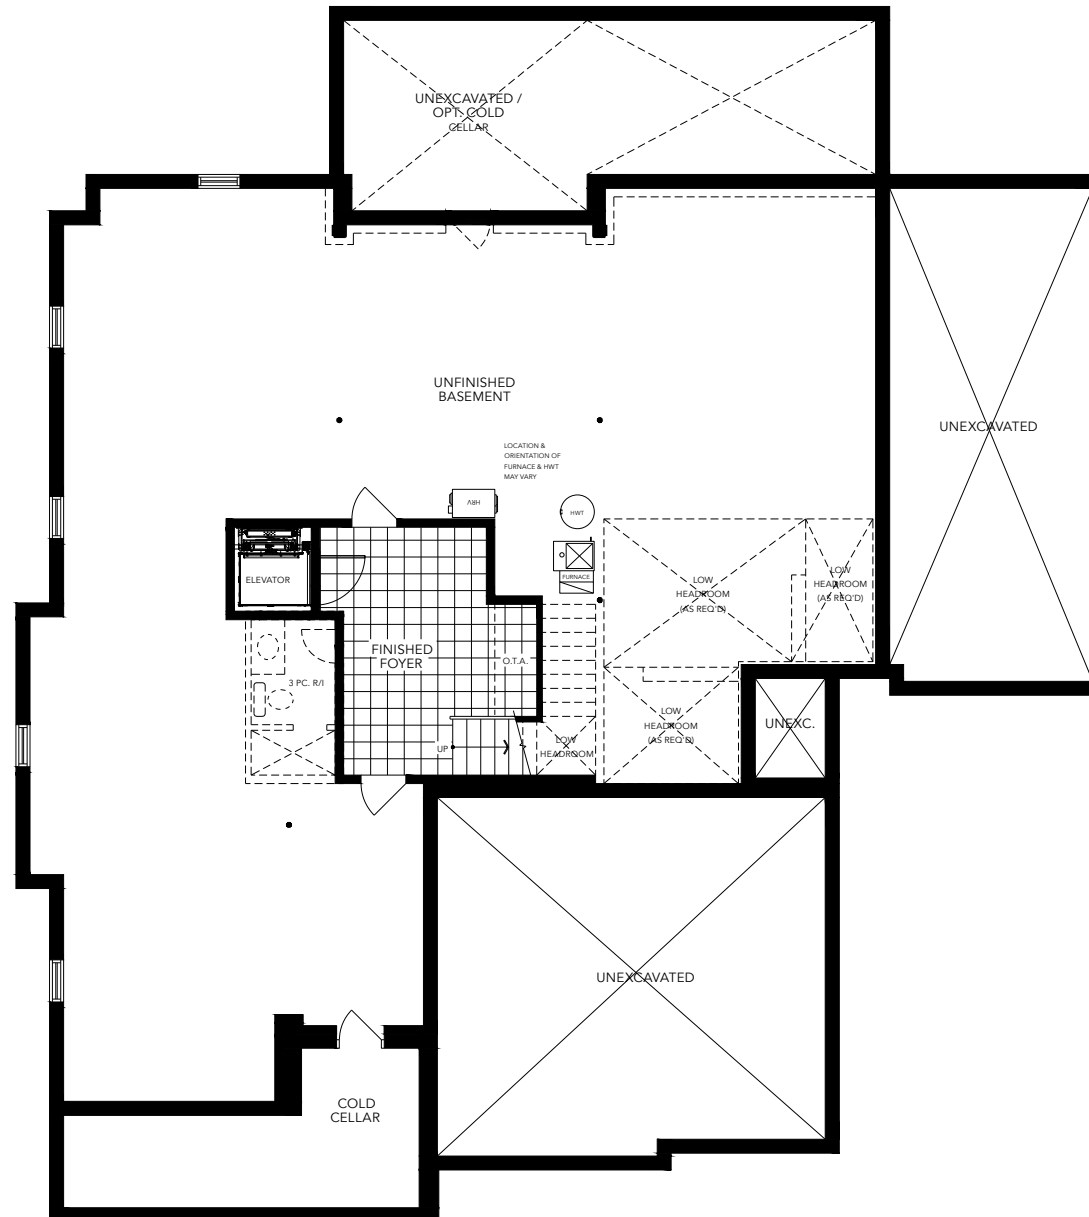 UNEXCAVATED /
OPT. COLD
CELLAR
UNFINISHED
BASEMENT
UNEXCAVATED
LOCATION &
ORIENTATION OF
FURNACE & HWT
MAY VARY
HRV
HWT
FURNACE
ELEVATOR
LOW
HEADROOM
(AS REQ'D)
LOW
HEADROOM
(AS REQ'D)
FINISHED
FOYER
O.T.A.
3 PC. R/I
LOW
HEADROOM
(AS REQ'D)
UNEXC.
UP
LOW
HEADROOM
UNEXCAVATED
COLD
CELLAR